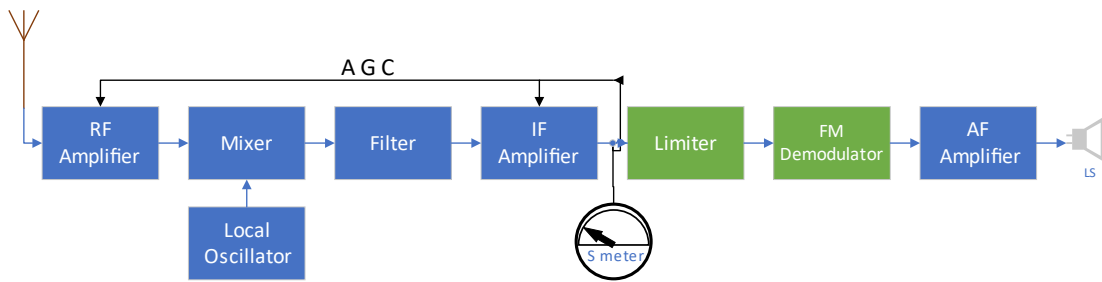 A G C
RF
Amplifier
Mixer
Filter
IF
Amplifier
Limiter
FM
Demodulator
AF
Amplifier
LS
Local
Oscillator
S meter